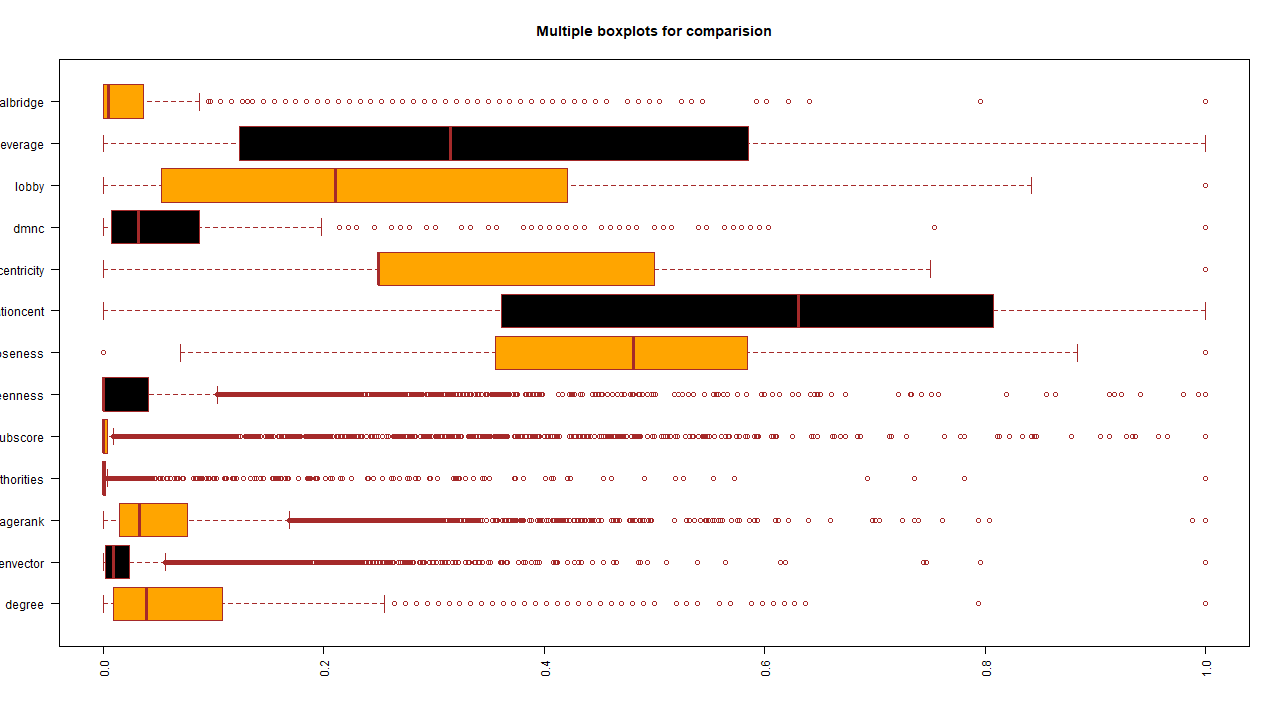 Multiple boxplots for comparision
albridge
everage
lobby
dmnc
centricity
tioncent
oseness
eenness
ubscore
thorities
agerank
envector
degree
0.0 0.2 0.4 0.6 0.8 1.0